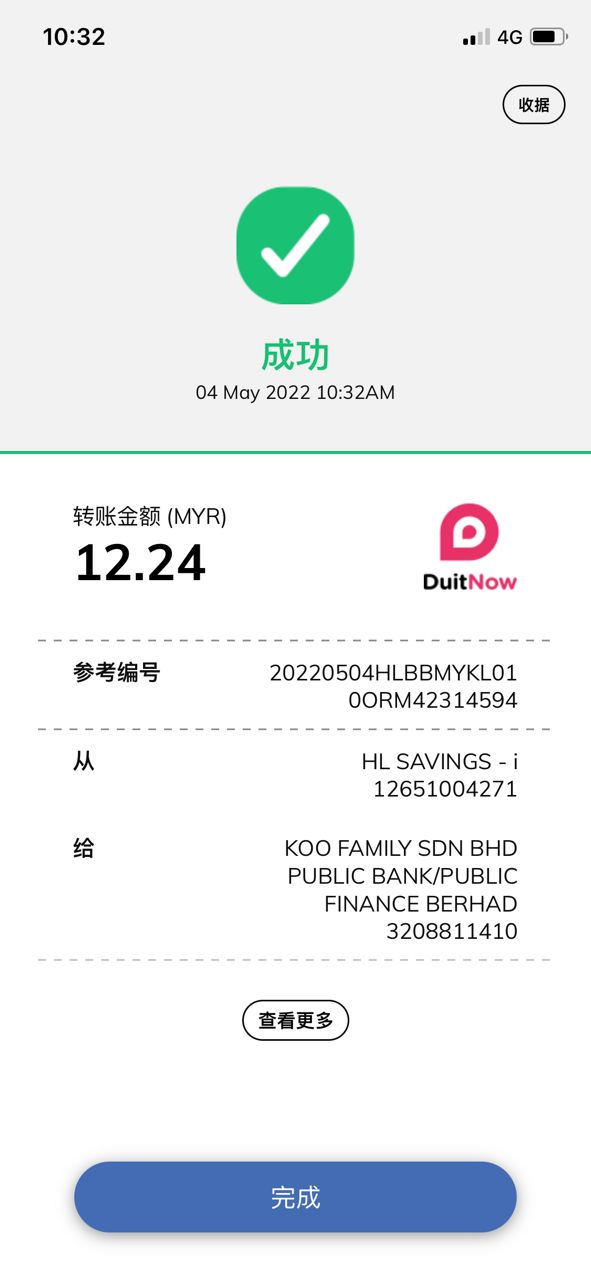 10:32
4G
收据
成功
04 May 2022 10:32AM
转账金额 (MYR)
12.24
DuitNow
参考编号
20220504HLBBMYKL01
0ORM42314594
从
HL SAVINGS - i
12651004271
给
KOO FAMILY SDN BHD
PUBLIC BANK/PUBLIC
FINANCE BERHAD
3208811410
查看更多
完成